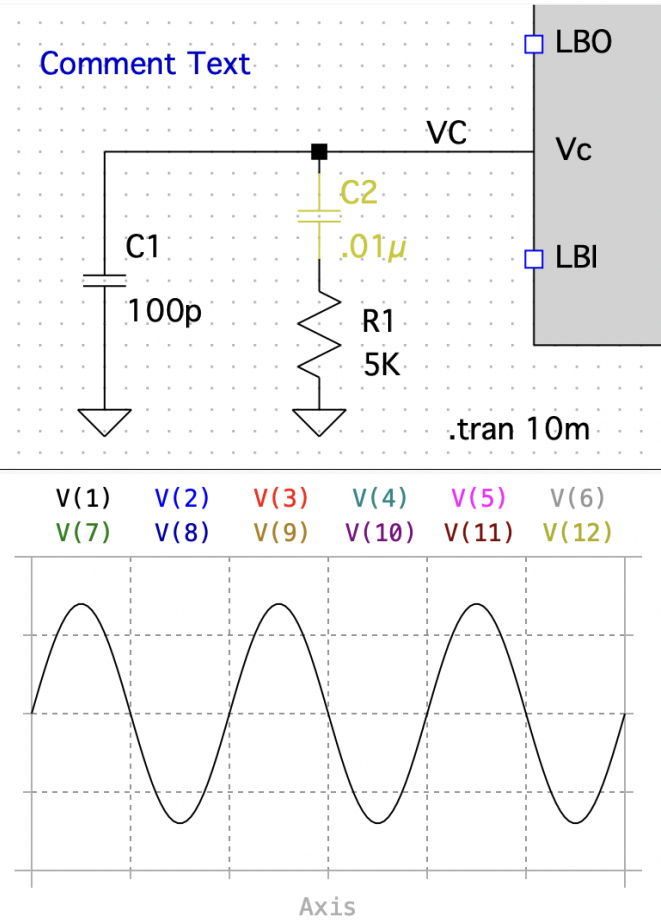 LBO
Comment Text
VC
Vc
C2
C1
.01µ
LBI
100p
R1
5K
.tran 10m
V(1) V(2) V(3) V(4) V(5) V(6)
V(7) V(8) V(9) V(10) V(11) V(12)
Axis